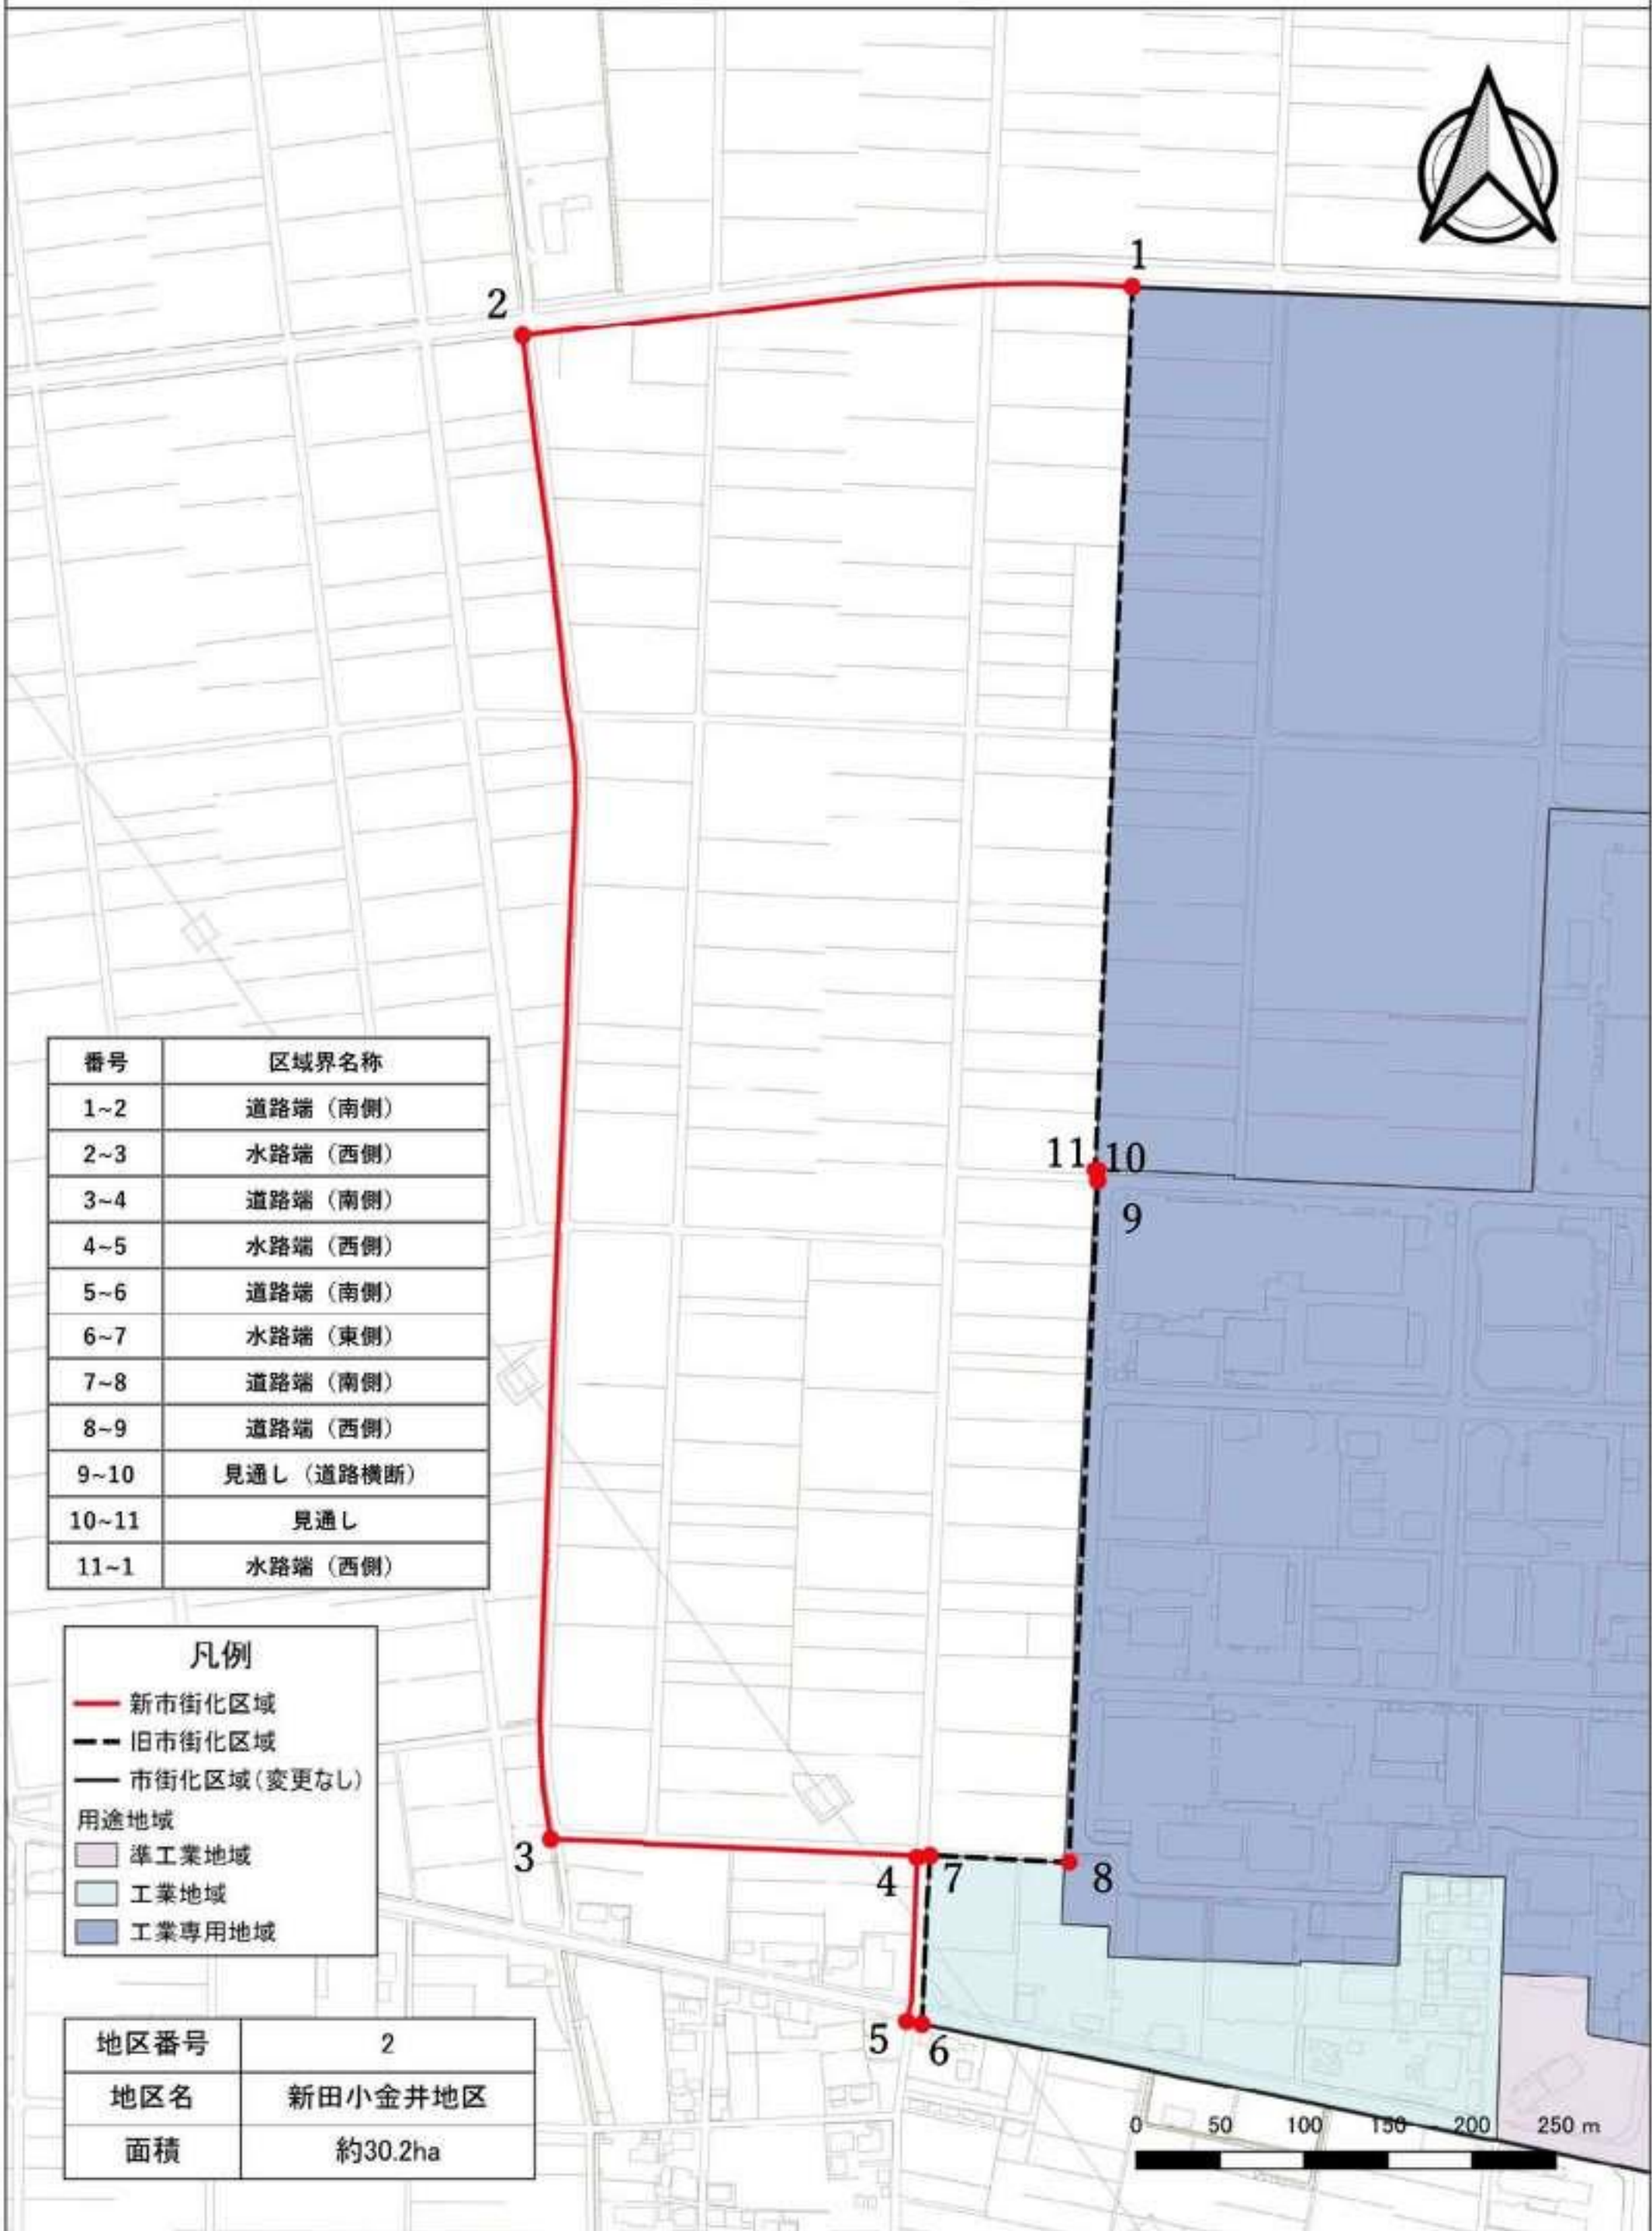 1
2
11 10
9
番号 区域界名称
1~2 道路端（南側）
2~3 水路端（西側）
3~4 道路端（南側）
4~5 水路端（西側）
5~6 道路端（南側）
6~7 水路端（東側）
7~8 道路端（南側）
8~9 道路端（西側）
9~10 見通し（道路横断）
10~11 見通し
11~1 水路端（西側）
凡例
新市街化区域
旧市街化区域
市街化区域(変更なし)
用途地域
準工業地域
工業地域
工業専用地域
3
4
7
8
5
6
地区番号 2
地区名 新田小金井地区
面積 約30.2ha
0 50 100 150 200 250 m